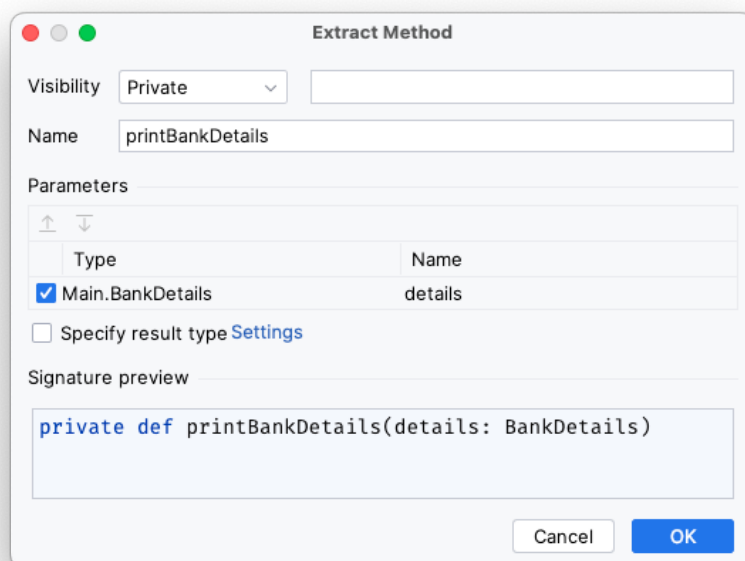 Extract Method
Visibility Private
Name printBankDetails
Parameters
Type Name
Main.BankDetails details
Specify result type Settings
Signature preview
private def printBankDetails(details: BankDetails)
Cancel OK